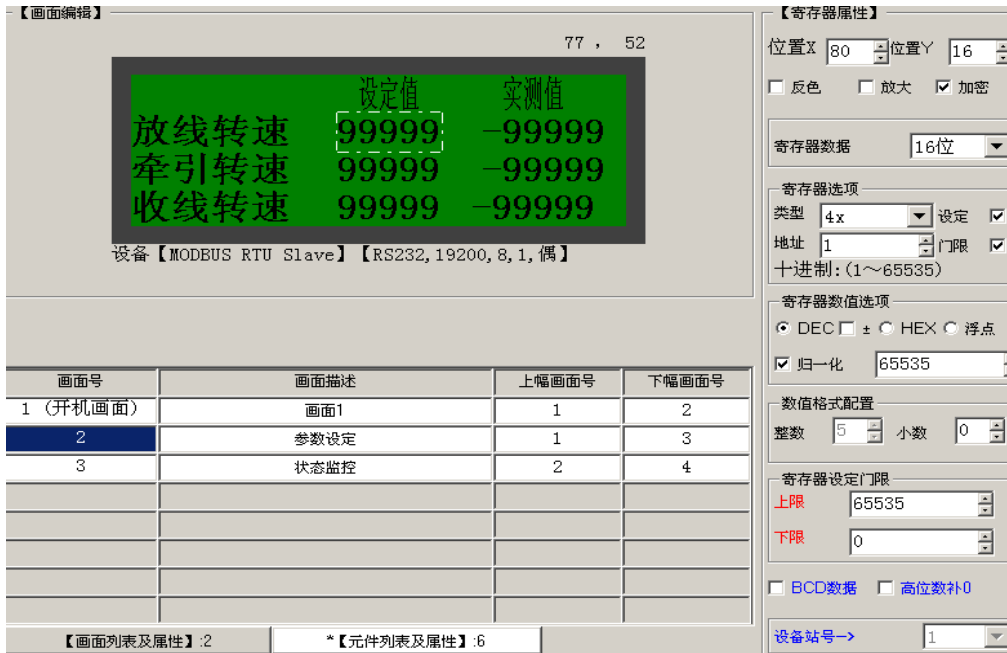 【画面编辑】
77 , 52
设定值 实测值
放线转速 99999 -99999
牵引转速 99999 -99999
收线转速 99999 -99999
设备【MODBUS RTU Slave】【RS232,19200,8,1,偶】
画面号 画面描述 上幅画面号 下幅画面号
1 (开机画面) 画面1 1 2
2 参数设定 1 3
3 状态监控 2 4
【画面列表及属性】:2 *【元件列表及属性】:6
【寄存器属性】
位置X 80 位置Y 16
反色 放大 加密
寄存器数据 16位
寄存器选项
类型 4x 设定
地址 1 门限
十进制:(1～65535)
寄存器数值选项
DEC ± HEX 浮点
归一化 65535
数值格式配置
整数 5 小数 0
寄存器设定门限
上限 65535
下限 0
BCD数据 高位数补0
设备站号-> 1